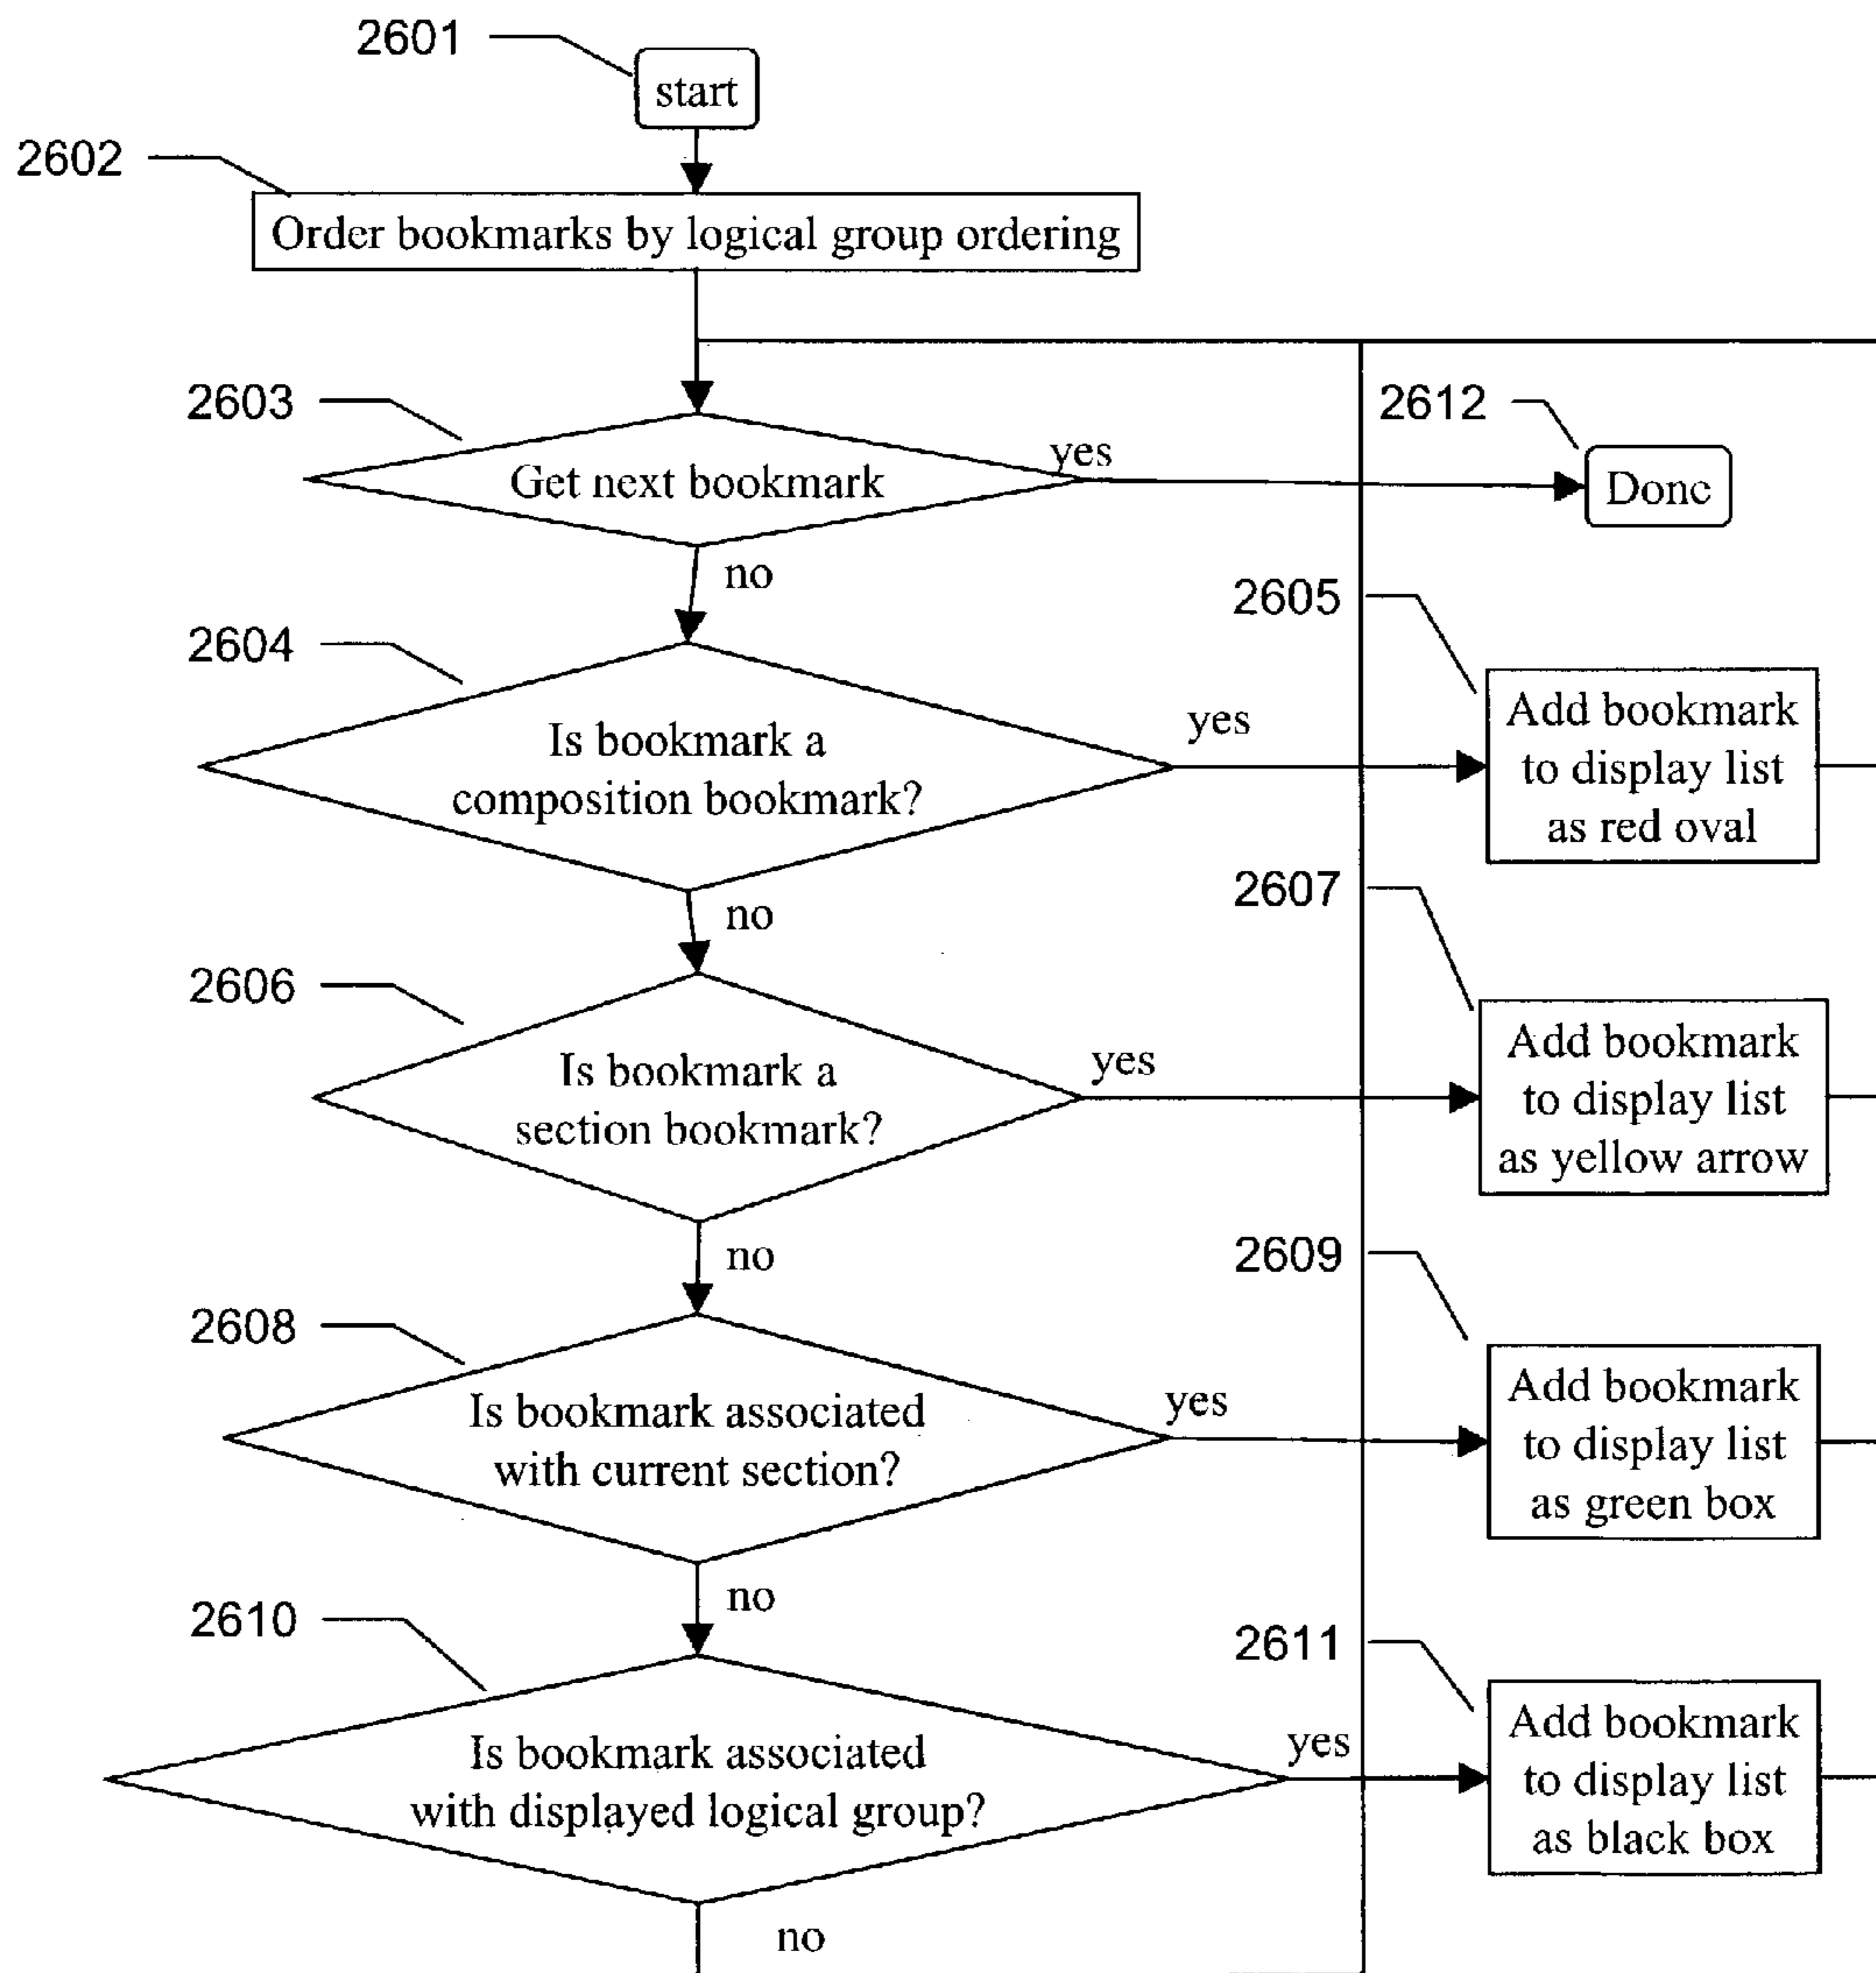 2601
start
2602
Order bookmarks by logical group ordering
2603
Get next bookmark
yes
2612
Done
no
2604
Is bookmark a
composition bookmark?
yes
2605
Add bookmark
to display list
as red oval
no
2606
Is bookmark a
section bookmark?
yes
2607
Add bookmark
to display list
as yellow arrow
no
2608
Is bookmark associated
with current section?
yes
2609
Add bookmark
to display list
as green box
no
2610
Is bookmark associated
with displayed logical group?
yes
2611
Add bookmark
to display list
as black box
no